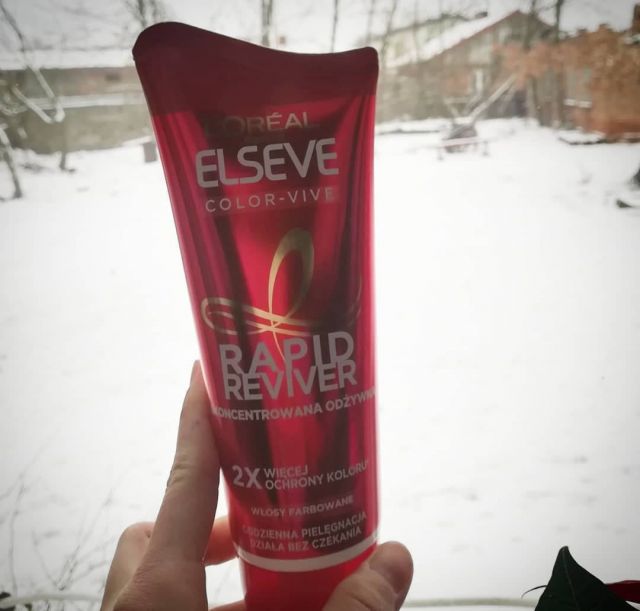 L'ORÉAL
ELSEVE
COLOR-VIVE
RAPID
REVIVER
KONCENTROWANA ODŻYWKA
2X WIĘCEJ
OCHRONY KOLORU*
WŁOSY FARBOWANE
CODZIENNA PIELĘGNACJA
DZIAŁA BEZ CZEKANIA